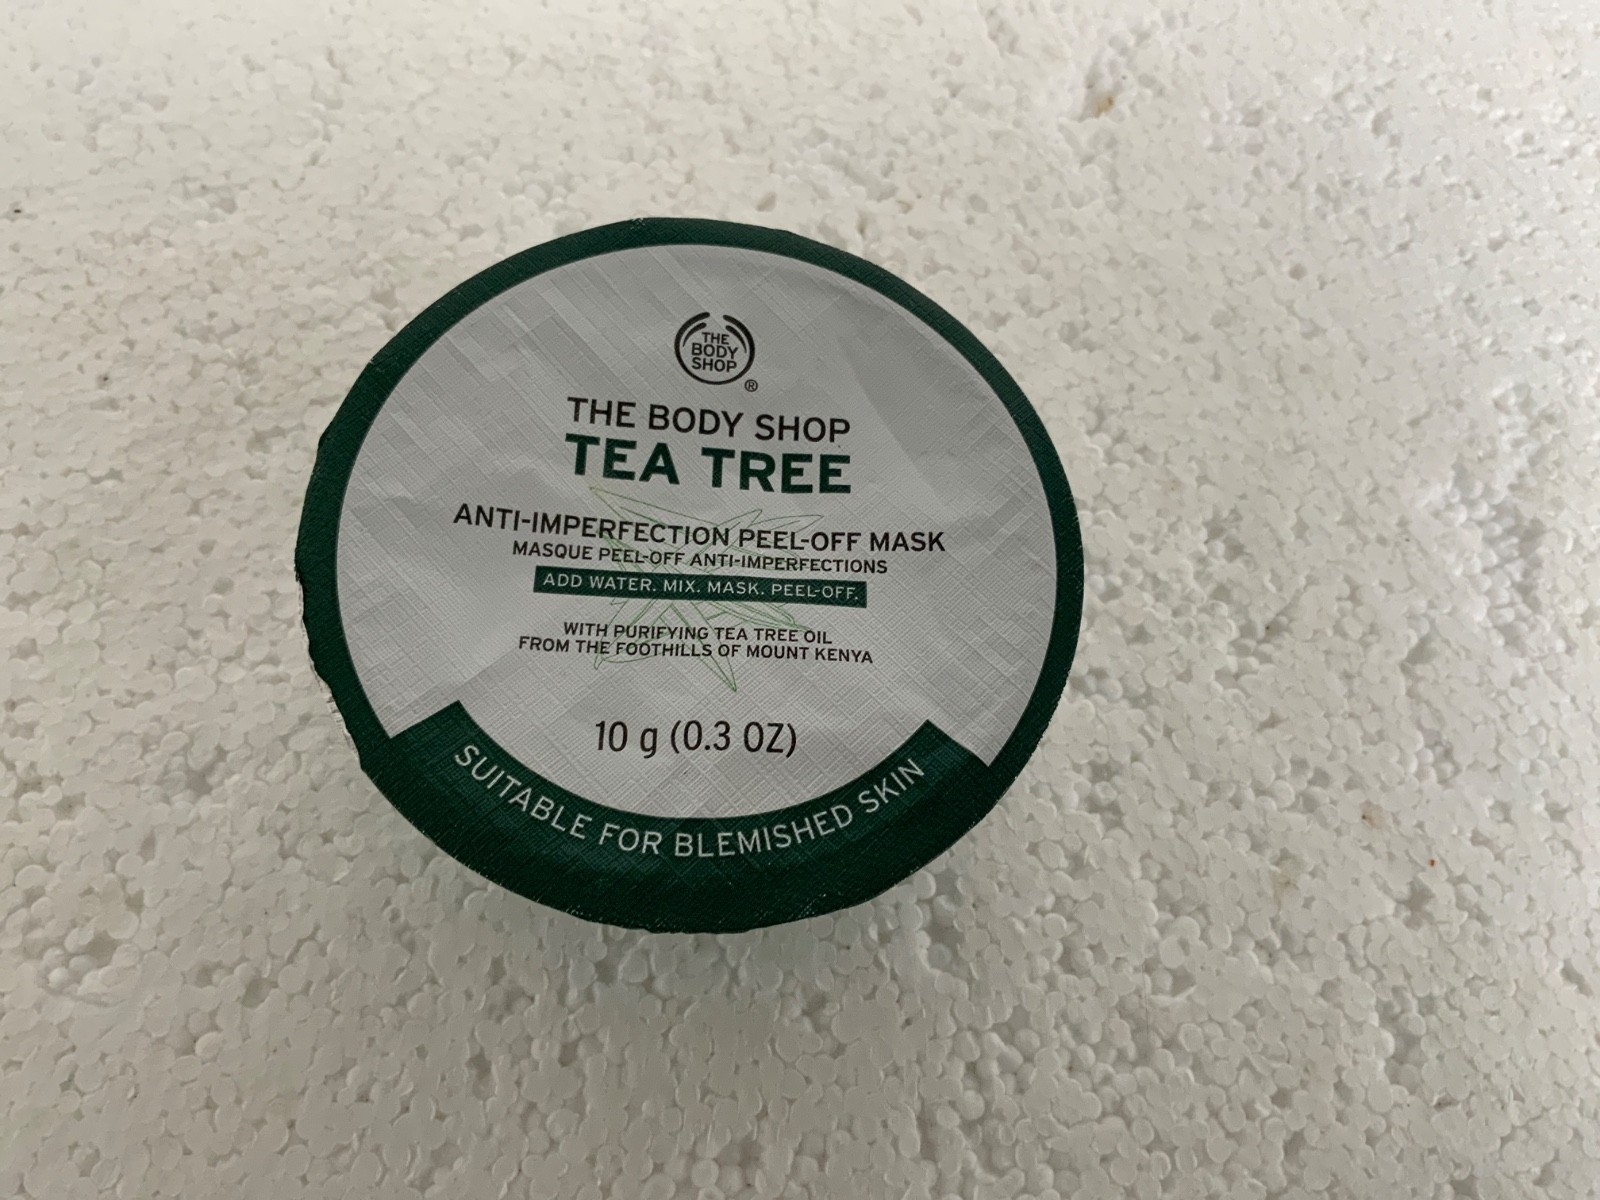 THE
BODY
SHOP
®
THE BODY SHOP
TEA TREE
ANTI-IMPERFECTION PEEL-OFF MASK
MASQUE PEEL-OFF ANTI-IMPERFECTIONS
ADD WATER. MIX. MASK. PEEL-OFF.
WITH PURIFYING TEA TREE OIL
FROM THE FOOTHILLS OF MOUNT KENYA
10 g (0.3 OZ)
SUITABLE FOR BLEMISHED SKIN